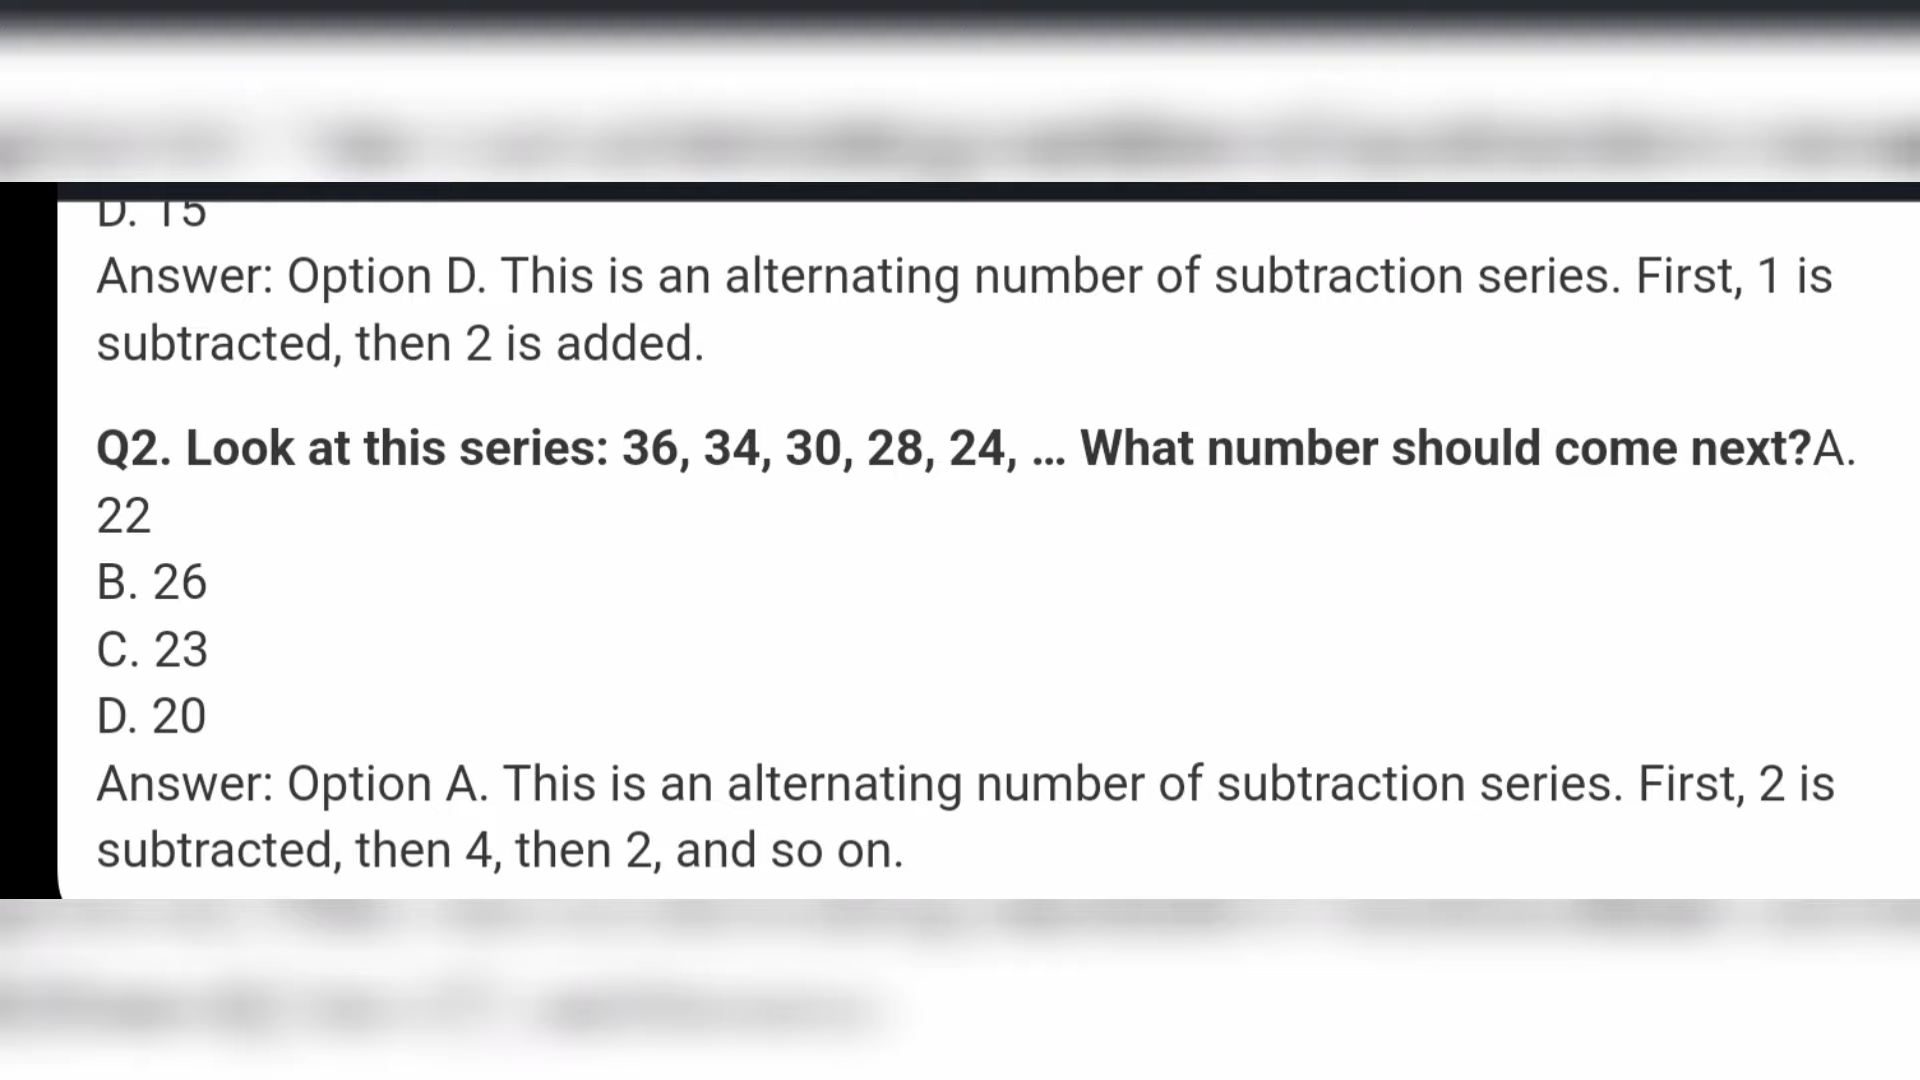 D. 15
Answer: Option D. This is an alternating number of subtraction series. First, 1 is
subtracted, then 2 is added.
Q2. Look at this series: 36, 34, 30, 28, 24, ... What number should come next?A.
22
B. 26
C. 23
D. 20
Answer: Option A. This is an alternating number of subtraction series. First, 2 is
subtracted, then 4, then 2, and so on.